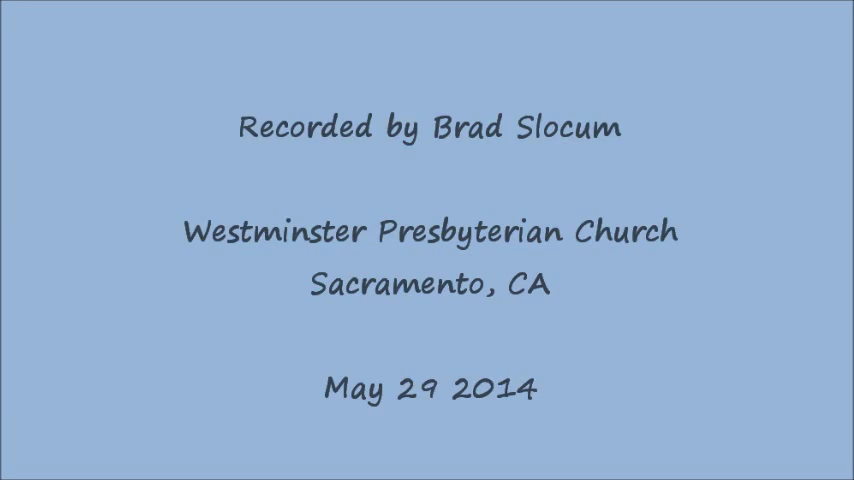 Recorded by Brad Slocum
Westminster Presbyterian Church
Sacramento, CA
May 29 2014